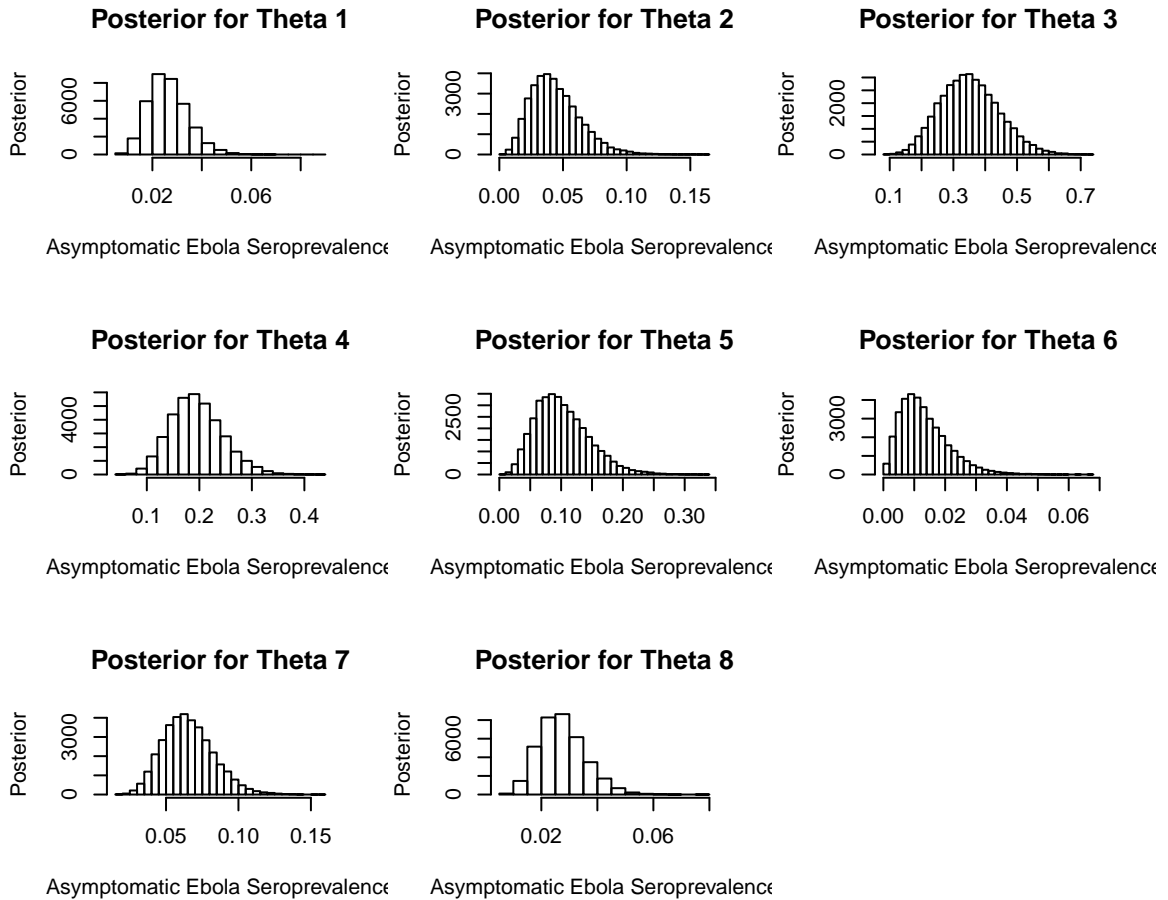 Posterior for Theta 1
Posterior
0 6000
0.02 0.06
Asymptomatic Ebola Seroprevalence
Posterior for Theta 2
Posterior
0 3000
0.00 0.05 0.10 0.15
Asymptomatic Ebola Seroprevalence
Posterior for Theta 3
Posterior
0 2000
0.1 0.3 0.5 0.7
Asymptomatic Ebola Seroprevalence
Posterior for Theta 4
Posterior
0 4000
0.1 0.2 0.3 0.4
Asymptomatic Ebola Seroprevalence
Posterior for Theta 5
Posterior
0 2500
0.00 0.10 0.20 0.30
Asymptomatic Ebola Seroprevalence
Posterior for Theta 6
Posterior
0 3000
0.00 0.02 0.04 0.06
Asymptomatic Ebola Seroprevalence
Posterior for Theta 7
Posterior
0 3000
0.05 0.10 0.15
Asymptomatic Ebola Seroprevalence
Posterior for Theta 8
Posterior
0 6000
0.02 0.06
Asymptomatic Ebola Seroprevalence